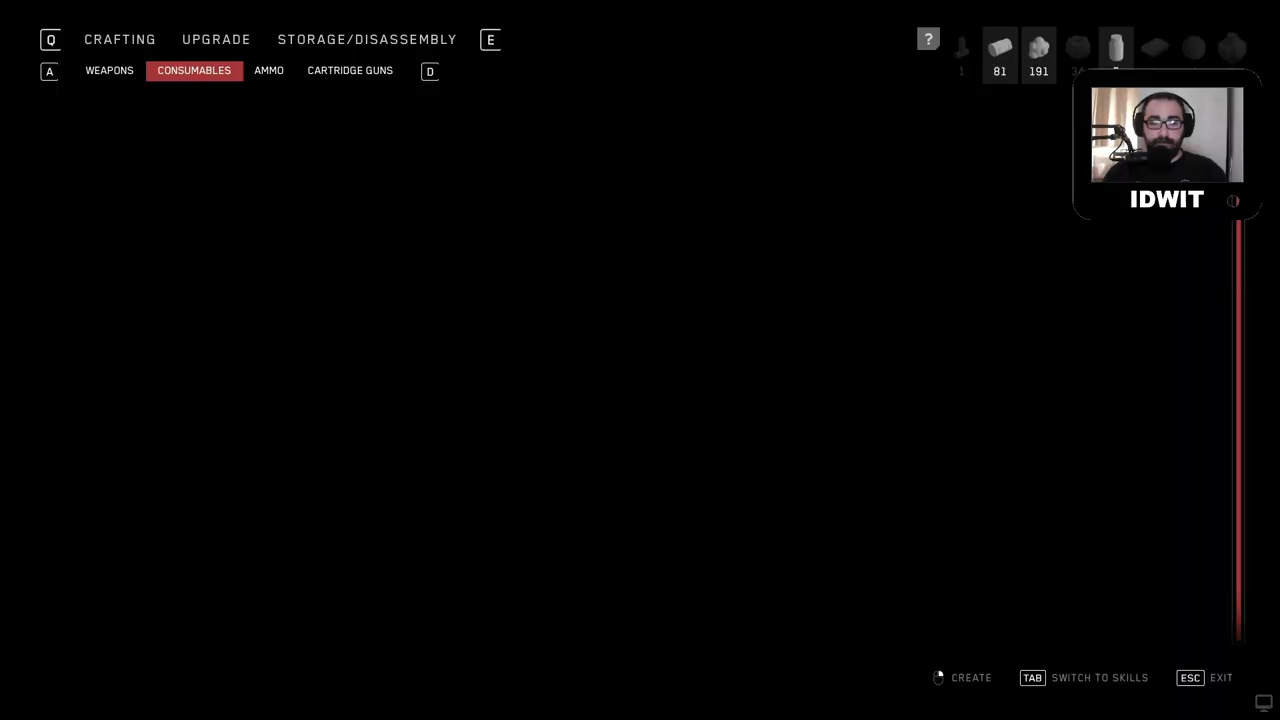 Q CRAFTING UPGRADE STORAGE/DISASSEMBLY E ?
A WEAPONS CONSUMABLES AMMO CARTRIDGE GUNS D
1 81 191
IDWIT
CREATE TAB SWITCH TO SKILLS ESC EXIT